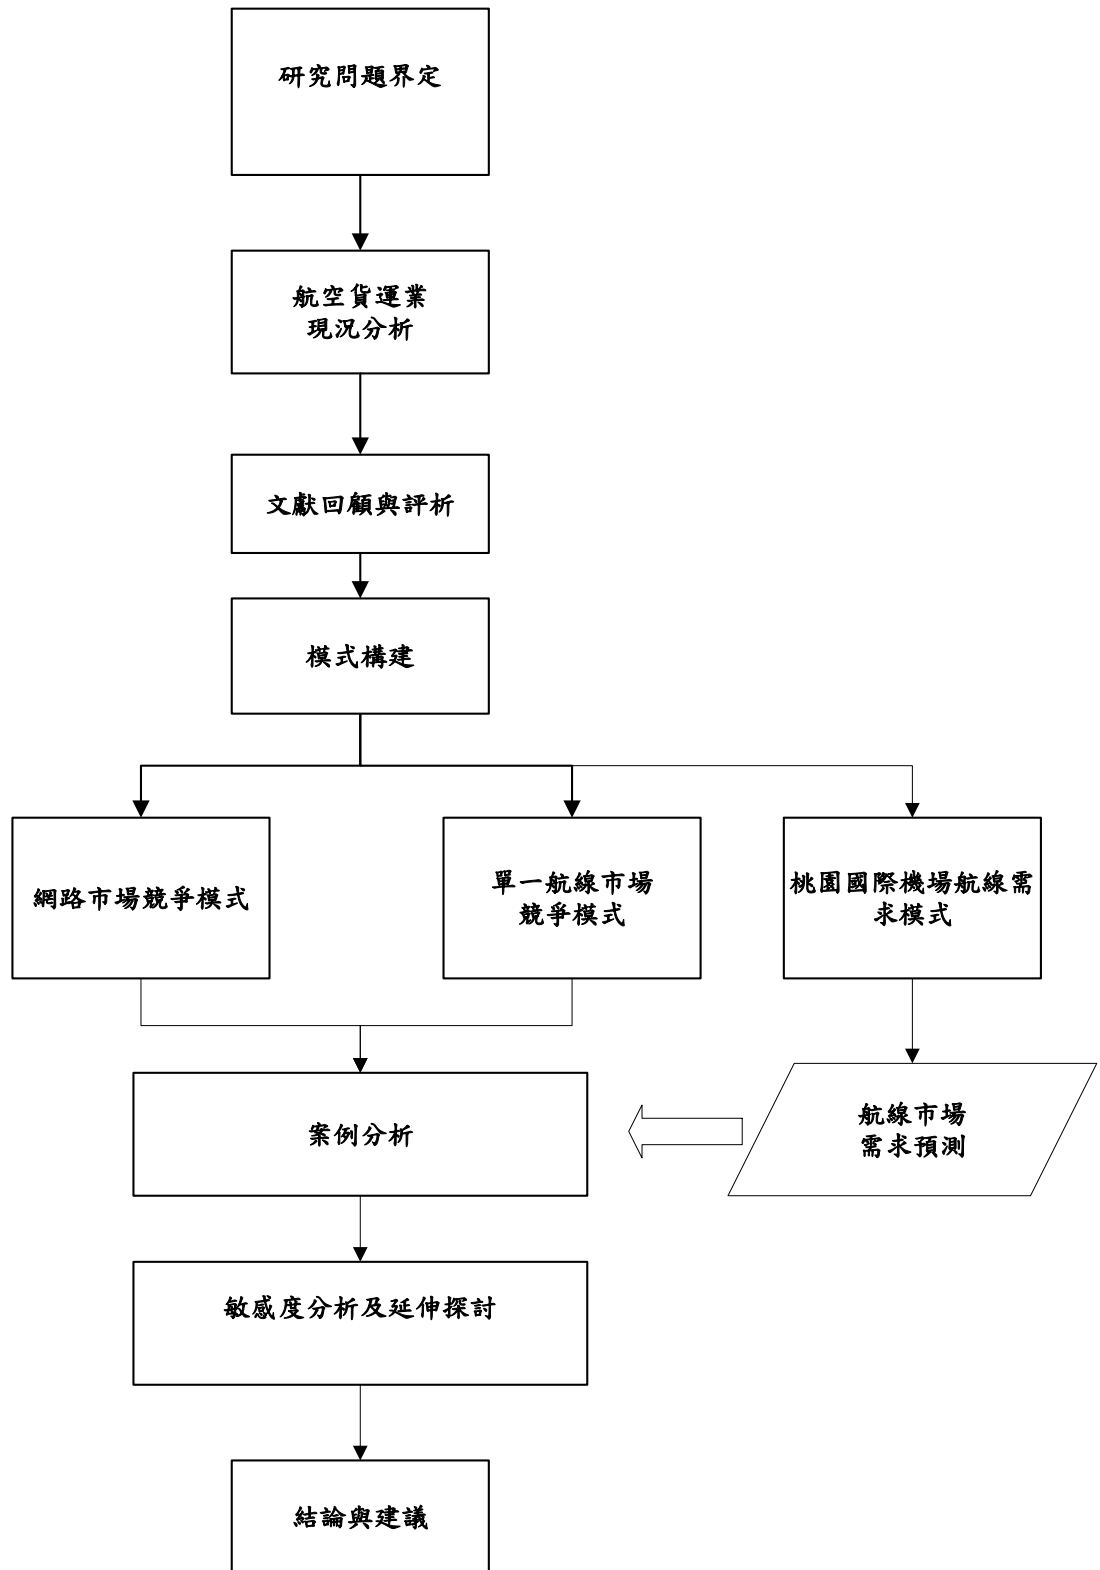 研究問題界定
航空貨運業
現況分析
文獻回顧與評析
模式構建
網路市場競爭模式
單一航線市場
競爭模式
桃園國際機場航線需
求模式
航線市場
需求預測
案例分析
敏感度分析及延伸探討
結論與建議